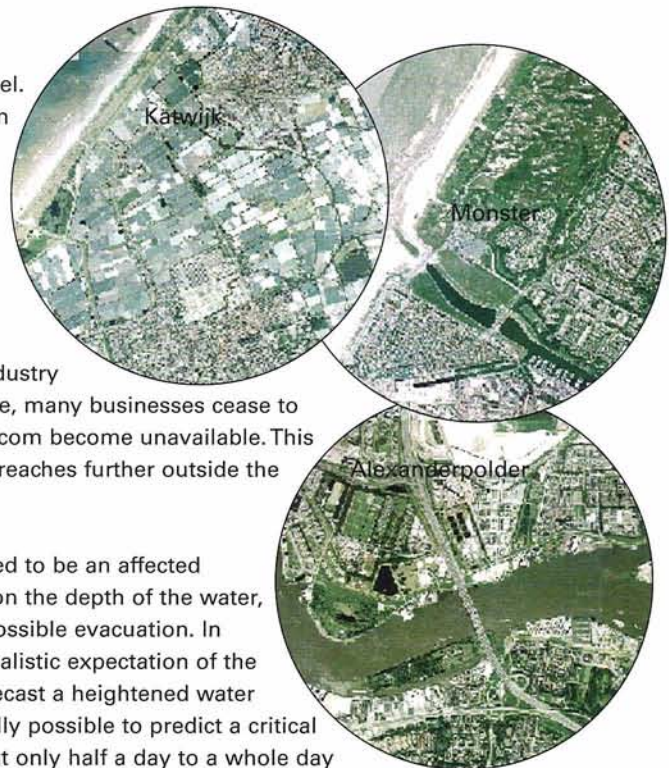 el.
n
Katwijk
Monster
dustry
e, many businesses cease to
com become unavailable. This
reaches further outside the
Alexanderpolder
ed to be an affected
on the depth of the water,
ossible evacuation. In
alistic expectation of the
ecast a heightened water
lly possible to predict a critical
t only half a day to a whole day